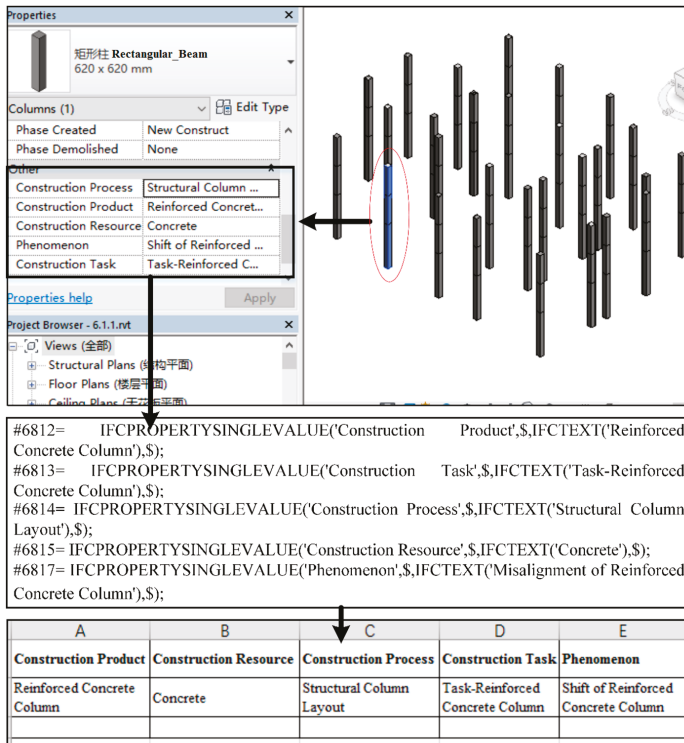 Properties
矩形柱 Rectangular_Beam
620 x 620 mm
Columns (1)
Edit Type
Phase Created New Construct
Phase Demolished None
Other
Construction Process Structural Column ...
Construction Product Reinforced Concret...
Construction Resource Concrete
Phenomenon Shift of Reinforced ...
Construction Task Task-Reinforced C...
Properties help
Apply
Project Browser - 6.1.1.rvt
Views (全部)
Structural Plans (结构平面)
Floor Plans (楼层平面)
Ceiling Plans (天花板平面)
#6812= IFCPROPERTYSINGLEVALUE('Construction Product',$,IFCTEXT('Reinforced
Concrete Column'),$);
#6813= IFCPROPERTYSINGLEVALUE('Construction Task',$,IFCTEXT('Task-Reinforced
Concrete Column'),$);
#6814= IFCPROPERTYSINGLEVALUE('Construction Process',$,IFCTEXT('Structural Column
Layout'),$);
#6815= IFCPROPERTYSINGLEVALUE('Construction Resource',$,IFCTEXT('Concrete'),$);
#6817= IFCPROPERTYSINGLEVALUE('Phenomenon',$,IFCTEXT('Misalignment of Reinforced
Concrete Column'),$);
A B C D E
Construction Product Construction Resource Construction Process Construction Task Phenomenon
Reinforced Concrete Column Concrete Structural Column Layout Task-Reinforced Concrete Column Shift of Reinforced Concrete Column